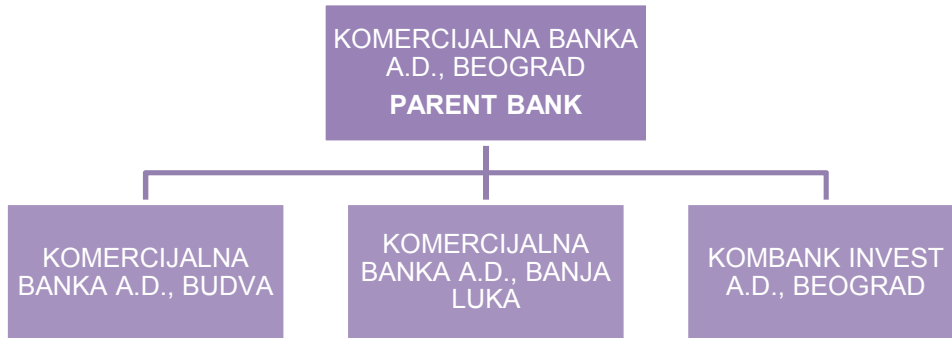 KOMERCIJALNA BANKA
A.D., BEOGRAD
PARENT BANK
KOMERCIJALNA
BANKA A.D., BUDVA
KOMERCIJALNA
BANKA A.D., BANJA
LUKA
KOMBANK INVEST
A.D., BEOGRAD